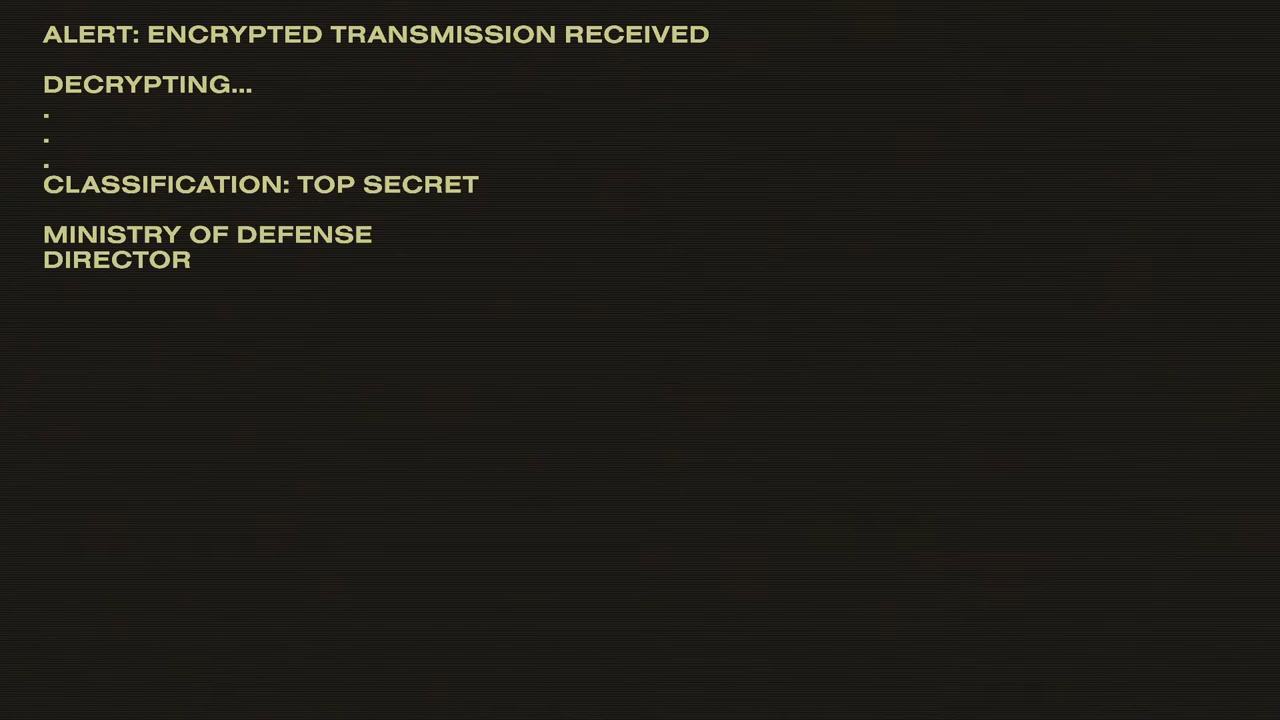 ALERT: ENCRYPTED TRANSMISSION RECEIVED
DECRYPTING...
.
.
.
CLASSIFICATION: TOP SECRET
MINISTRY OF DEFENSE
DIRECTOR